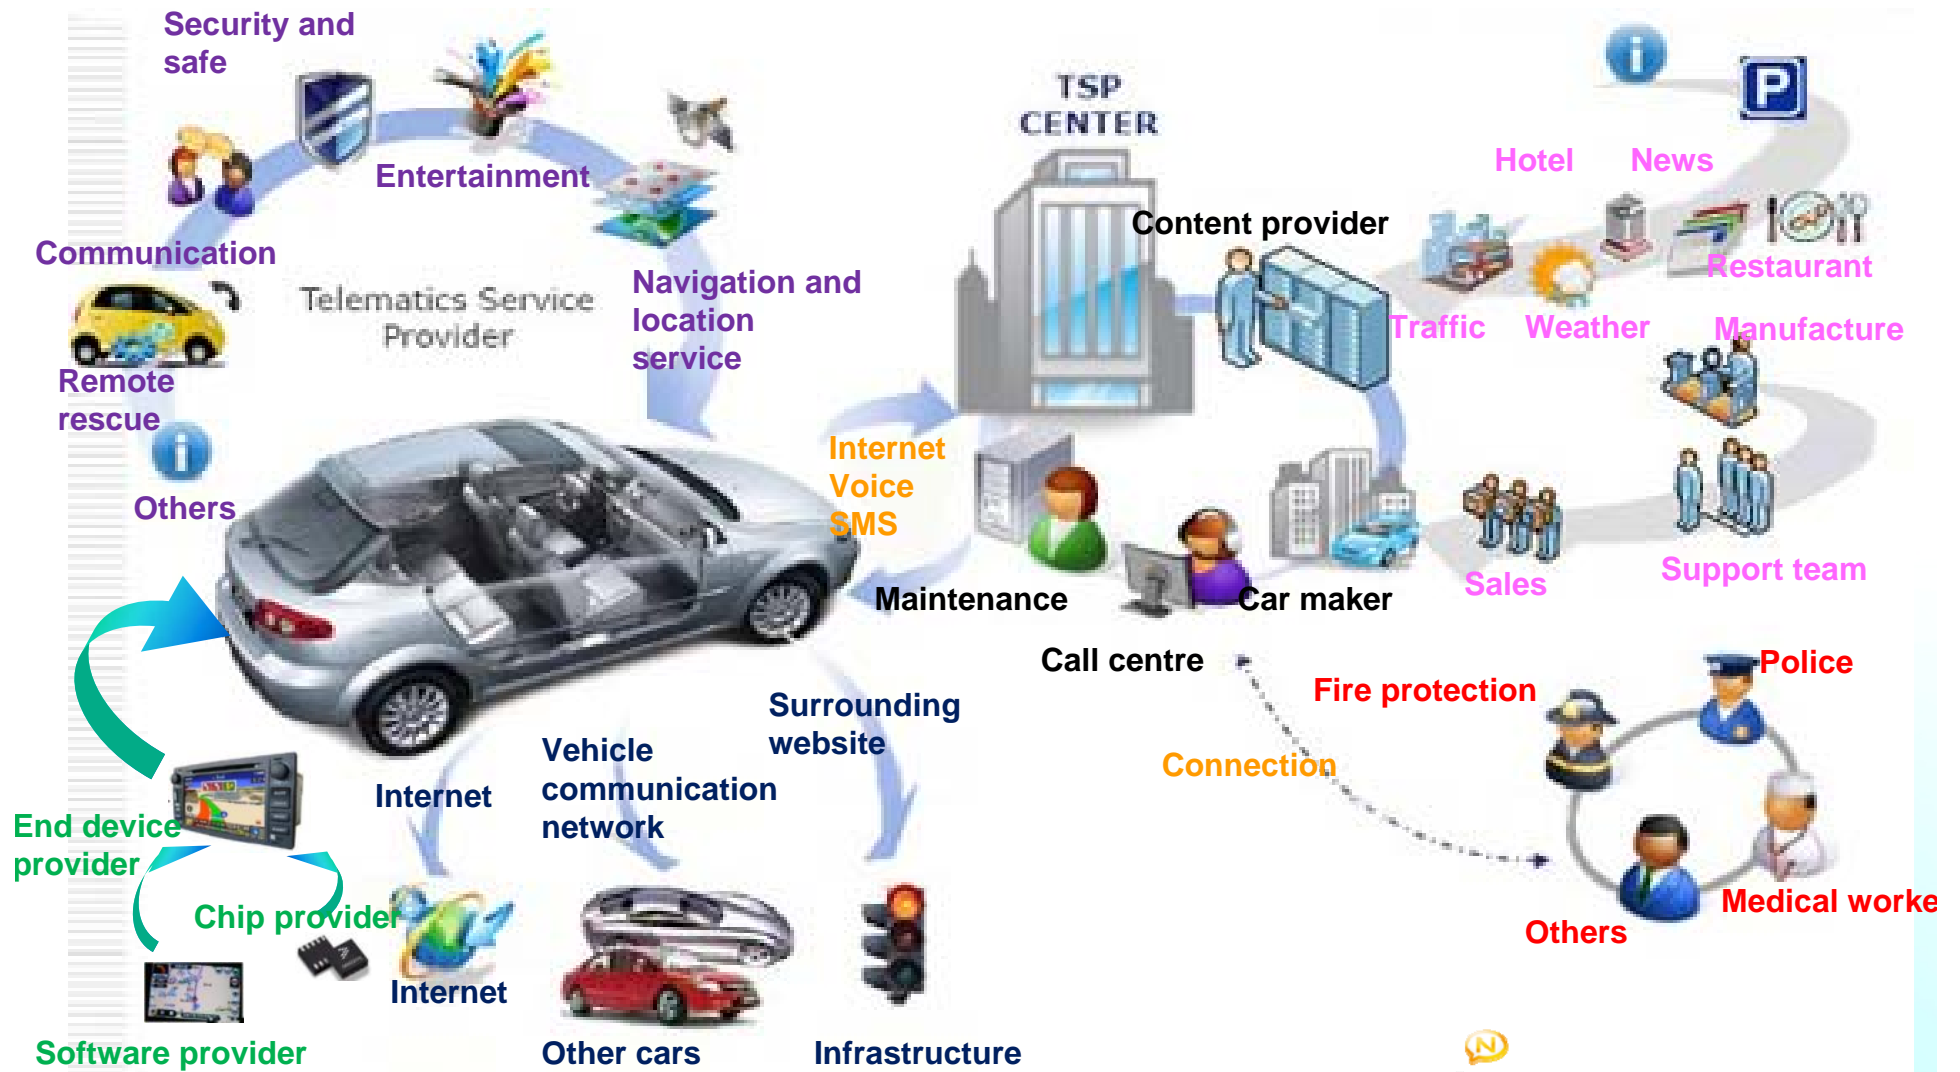 Security and
safe
Entertainment
Communication
Telematics Service
Provider
Navigation and
location
service
Remote
rescue
Others
TSP
CENTER
Content provider
Hotel
News
P
Restaurant
Traffic
Weather
Manufacture
Internet
Voice
SMS
Maintenance
Car maker
Call centre
Sales
Support team
Police
Fire protection
Connection
Medical worke
Others
Surrounding
website
Vehicle
communication
network
Internet
End device
provider
Chip provider
Internet
Software provider
Other cars
Infrastructure
N